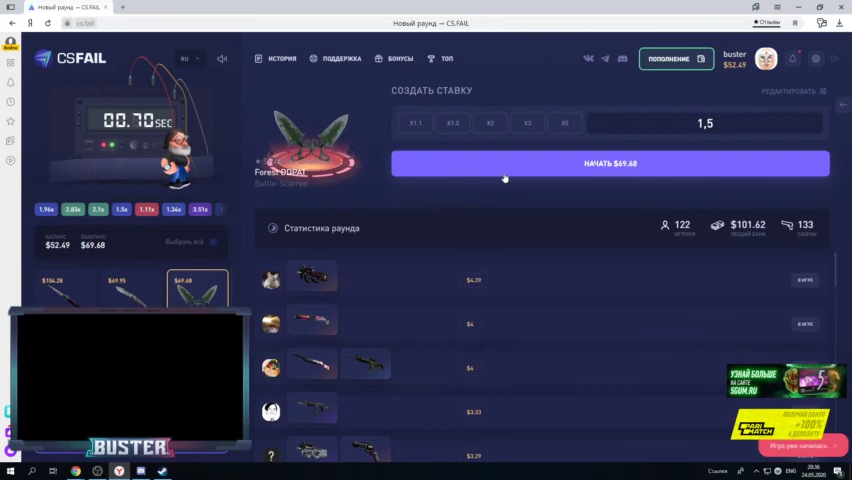 Новый раунд → CS.FAIL
cs.fail
Новый раунд → CS.FAIL
Отзывы
Войти
CSFAIL
RU
ИСТОРИЯ
ПОДДЕРЖКА
БОНУСЫ
ТОП
ПОПОЛНЕНИЕ
buster
$52.49
00.70 SEC
СОЗДАТЬ СТАВКУ
РЕДАКТИРОВАТЬ
X1.1
X1.5
X2
X3
X5
1,5
НАЧАТЬ $69.68
Forest DDPAT
Battle-Scarred
1.96x
2.83x
2.1x
1.5x
1.11x
1.34x
3.51x
БАЛАНС
$52.49
ВЫБРАНО
$69.68
Выбрать всё
Статистика раунда
122
ИГРОКИ
$101.62
ОБЩИЙ БАНК
133
СКИНЫ
$104.28
$69.95
$69.68
$4.39
В ИГРЕ
$4
В ИГРЕ
$4
$3.33
?
$3.29
УЗНАЙ БОЛЬШЕ
НА САЙТЕ
5GUM.RU
5
PARI
MATCH
ПОЛУЧАЙ БОНУС
+100%
К ДЕПОЗИТУ
Игра уже началась
BUSTER
Ссылки
ENG
20:36
24.05.2020